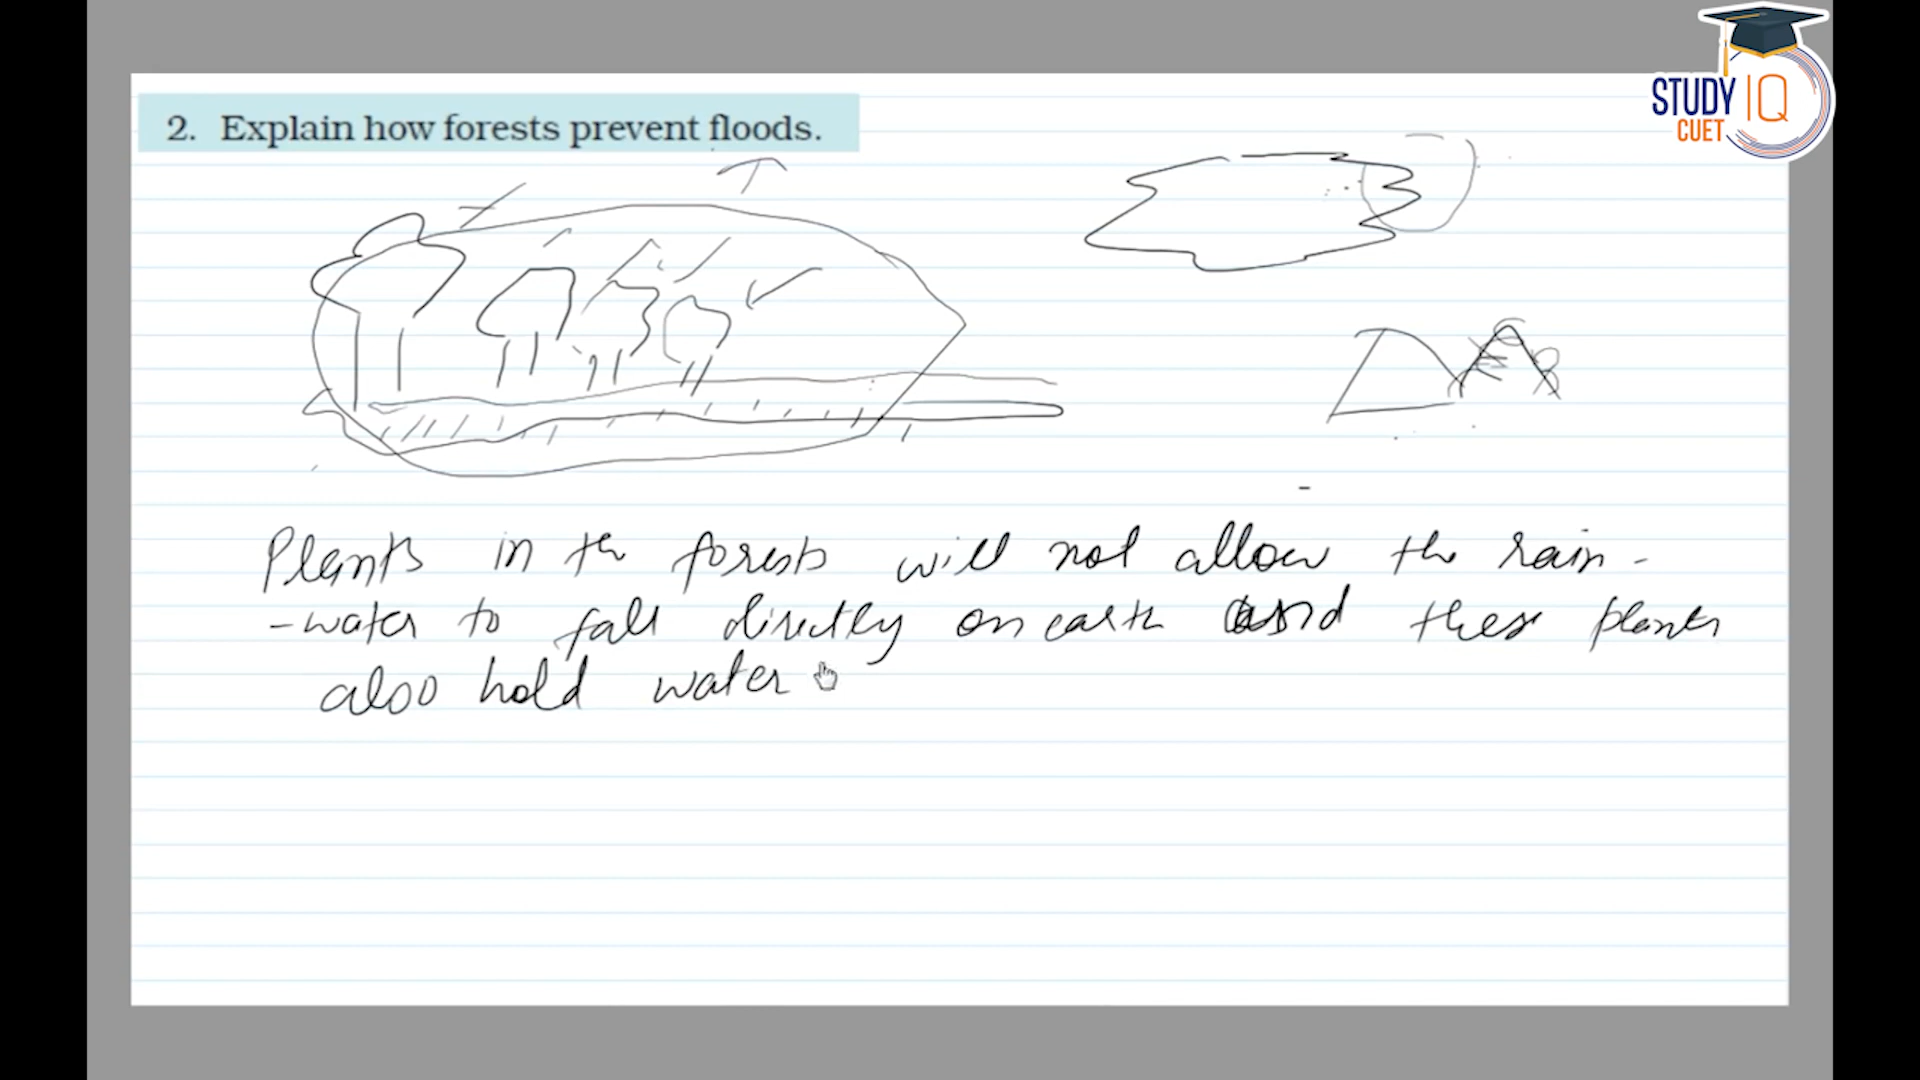 STUDY IQ
CUET
2. Explain how forests prevent floods.
Plants in the forests will not allow the rain-
-water to fall directly on earth and these plants
also hold water